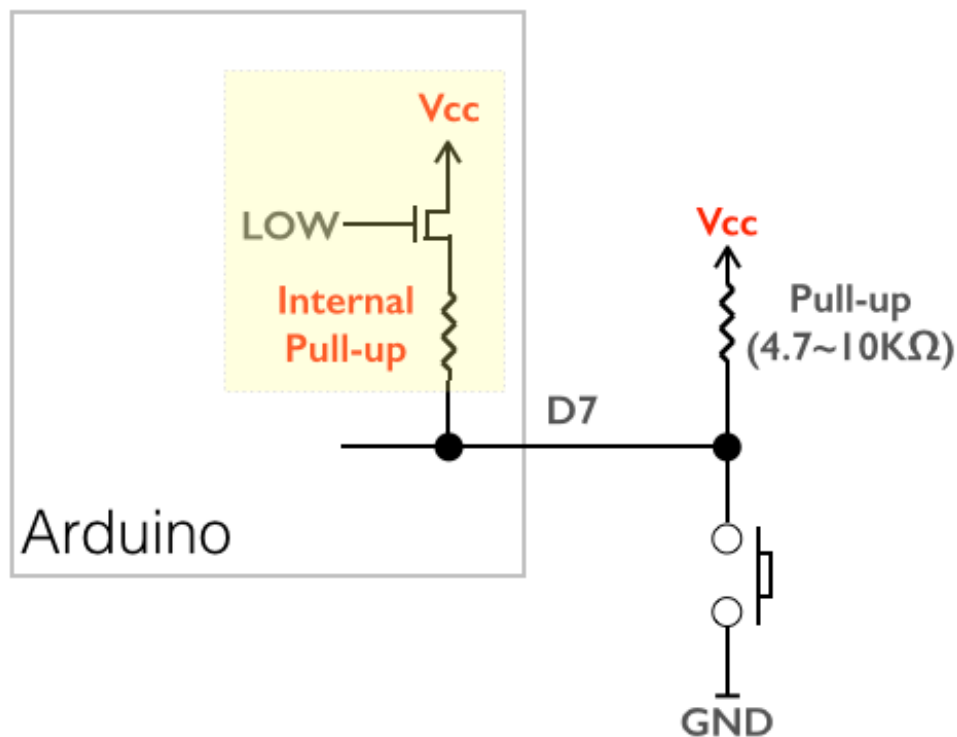 Vcc
LOW
Internal
Pull-up
Vcc
Pull-up
(4.7~10KΩ)
D7
Arduino
GND